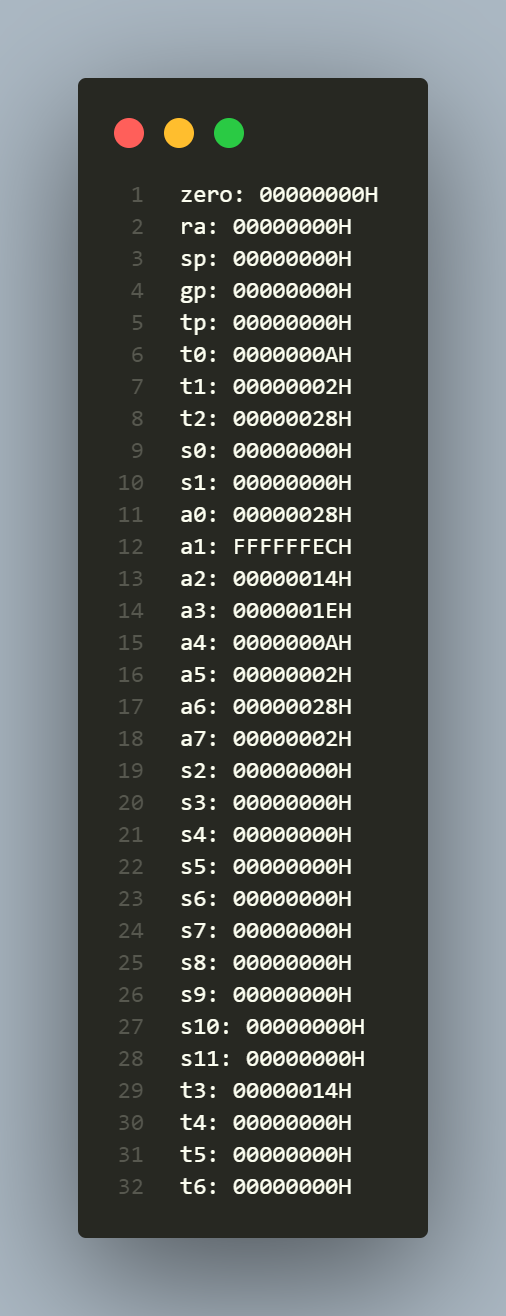 1 zero: 00000000H
2 ra: 00000000H
3 sp: 00000000H
4 gp: 00000000H
5 tp: 00000000H
6 t0: 0000000AH
7 t1: 00000002H
8 t2: 00000028H
9 s0: 00000000H
10 s1: 00000000H
11 a0: 00000028H
12 a1: FFFFFFECH
13 a2: 00000014H
14 a3: 0000001EH
15 a4: 0000000AH
16 a5: 00000002H
17 a6: 00000028H
18 a7: 00000002H
19 s2: 00000000H
20 s3: 00000000H
21 s4: 00000000H
22 s5: 00000000H
23 s6: 00000000H
24 s7: 00000000H
25 s8: 00000000H
26 s9: 00000000H
27 s10: 00000000H
28 s11: 00000000H
29 t3: 00000014H
30 t4: 00000000H
31 t5: 00000000H
32 t6: 00000000H